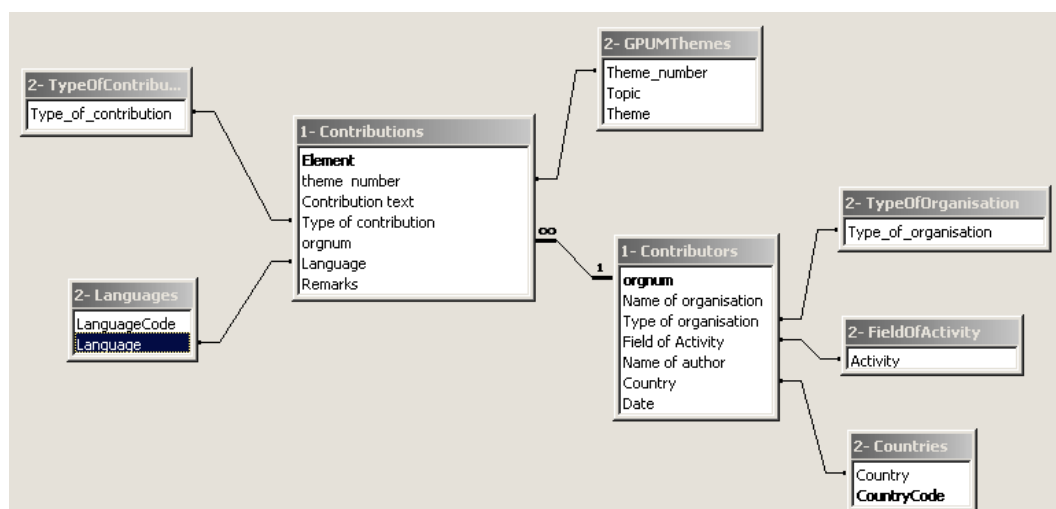 2- GPUMThemes
Theme_number
Topic
Theme
2- TypeOfContribu...
Type_of_contribution
1- Contributions
Element
theme_number
Contribution text
Type of contribution
orgnum
Language
Remarks
∞
1
2- TypeOfOrganisation
Type_of_organisation
1- Contributors
orgnum
Name of organisation
Type of organisation
Field of Activity
Name of author
Country
Date
2- Languages
LanguageCode
Language
2- FieldOfActivity
Activity
2- Countries
Country
CountryCode